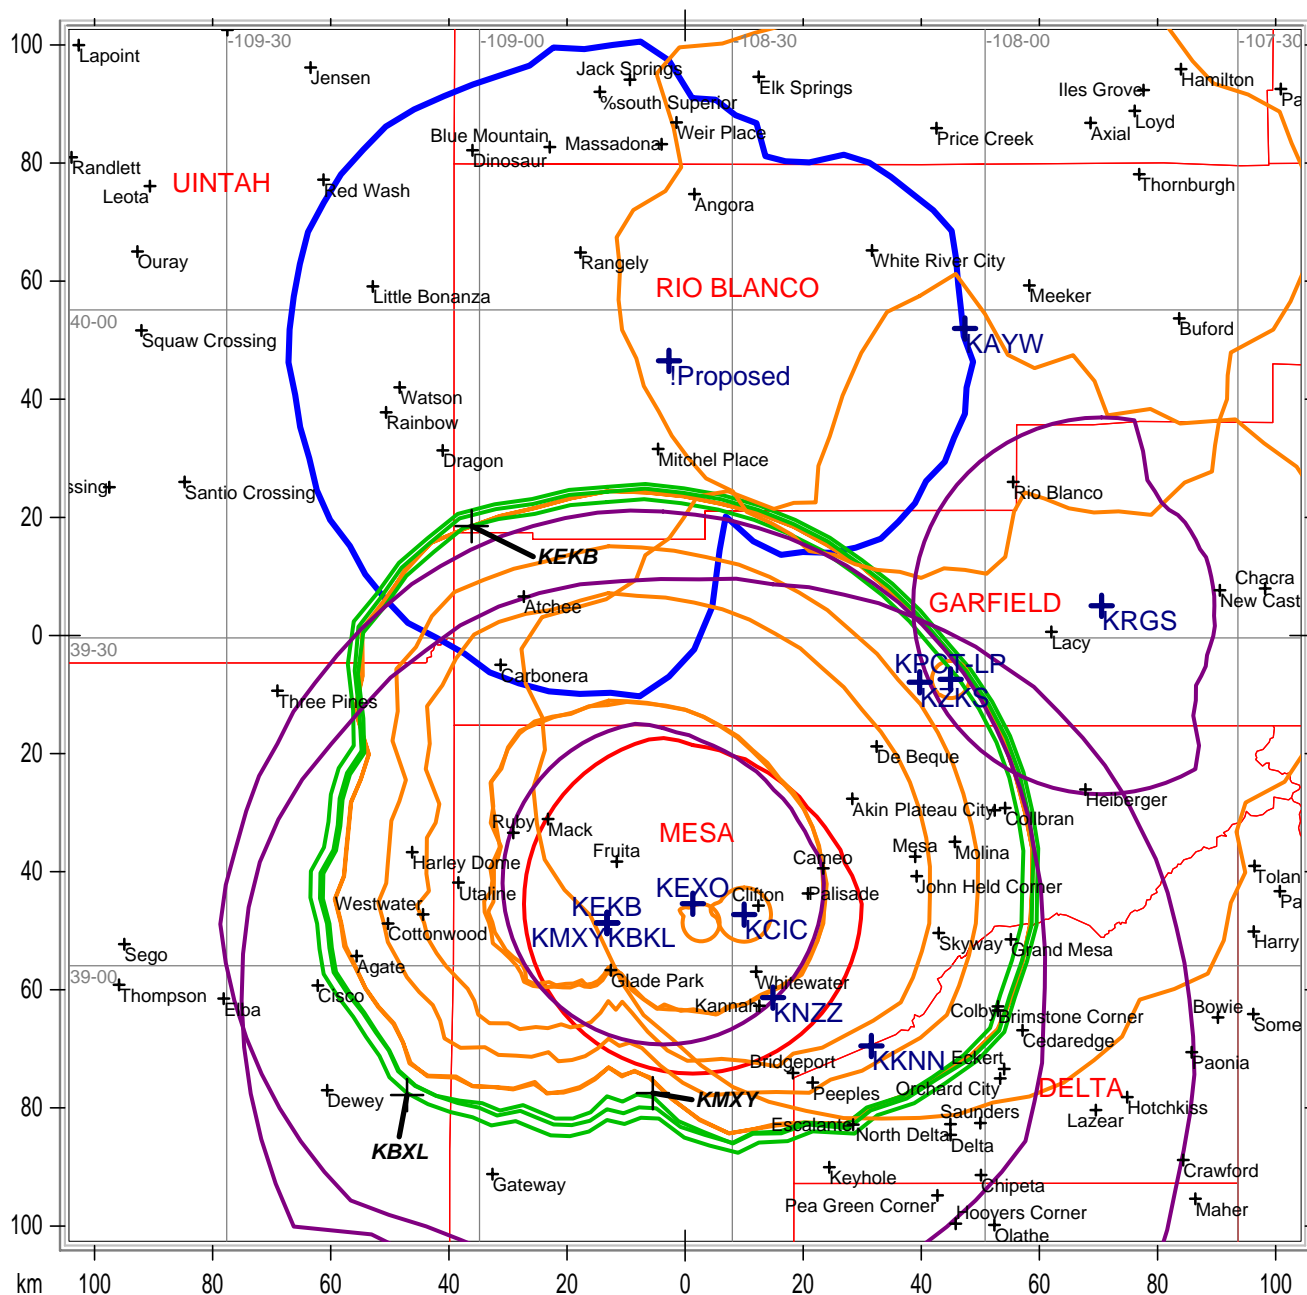 100
-109-30
-109-00
-108-30
-108-00
-107-30
Lapoint
Jensen
Jack Springs
Elk Springs
Iles Grove
Hamilton
%south Superior
Pa
Loyd
Blue Mountain
Massadona
Weir Place
Price Creek
Axial
Dinosaur
80
Randlett
Leota
UINTAH
Red Wash
Thornburgh
Angora
60
Ouray
Rangely
White River City
Little Bonanza
RIO BLANCO
Meeker
40-00
Squaw Crossing
KAYW
Buford
!Proposed
40
Watson
Rainbow
Dragon
Mitchel Place
ssing
Santio Crossing
Rio Blanco
20
KEKB
Chacra
Atchee
GARFIELD
New Cast
KRGS
0
39-30
Lacy
Carbonera
KPCT-LP
KZKS
Three Pines
20
De Beque
Heiberger
Akin Plateau City
Collbran
Ruby
Mack
MESA
Fruita
Mesa
Molina
Harley Dome
Cameo
40
Utaline
KEXO
Clifton
Palisade
John Held Corner
Tolan
Pa
Westwater
KEKB
KMXY
KBKL
KCIC
Cottonwood
Skyway
Grand Mesa
Harry
Sego
Agate
39-00
Glade Park
Whitewater
60
Thompson
Elba
Cisco
Kannah
KNZZ
Colby
Brimstone Corner
Bowie
Some
Cedaredge
KKNN
Bridgeport
Eckert
Paonia
Dewey
KMXY
Peeples
Orchard City
DELTA
Hotchkiss
80
Saunders
Lazear
Escalante
North Delta
Delta
KBXL
Gateway
Keyhole
Chipeta
Crawford
Pea Green Corner
Maher
Hoovers Corner
100
Olathe
km
100
80
60
40
20
0
20
40
60
80
100